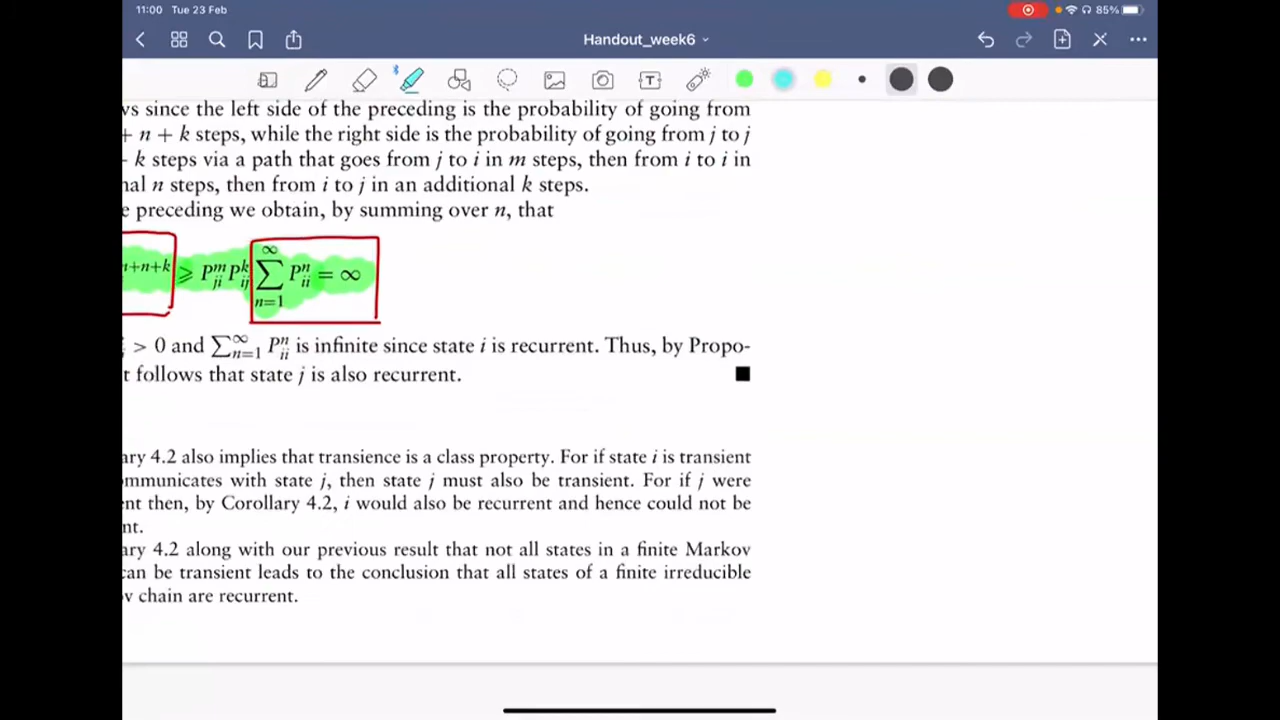 11:00 Tue 23 Feb
85%
Handout_week6
vs since the left side of the preceding is the probability of going from
+ n + k steps, while the right side is the probability of going from j to j
- k steps via a path that goes from j to i in m steps, then from i to i in
nal n steps, then from i to j in an additional k steps.
e preceding we obtain, by summing over n, that
n+n+k ⩾ P^m_{ji} P^k_{ij} ∑_{n=1}^∞ P^n_{ii} = ∞
> 0 and ∑_{n=1}^∞ P^n_{ii} is infinite since state i is recurrent. Thus, by Propo-
t follows that state j is also recurrent. ■
ary 4.2 also implies that transience is a class property. For if state i is transient
mmunicates with state j, then state j must also be transient. For if j were
nt then, by Corollary 4.2, i would also be recurrent and hence could not be
nt.
ary 4.2 along with our previous result that not all states in a finite Markov
can be transient leads to the conclusion that all states of a finite irreducible
v chain are recurrent.